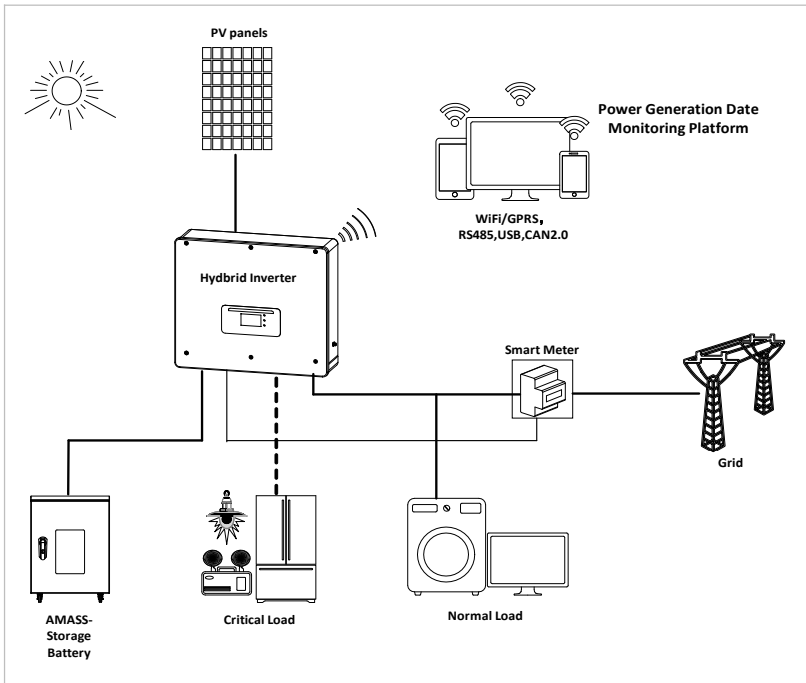 PV panels
Power Generation Date
Monitoring Platform
WiFi/GPRS,
RS485,USB,CAN2.0
Hydbrid Inverter
Smart Meter
Grid
AMASS-
Storage
Battery
Critical Load
Normal Load